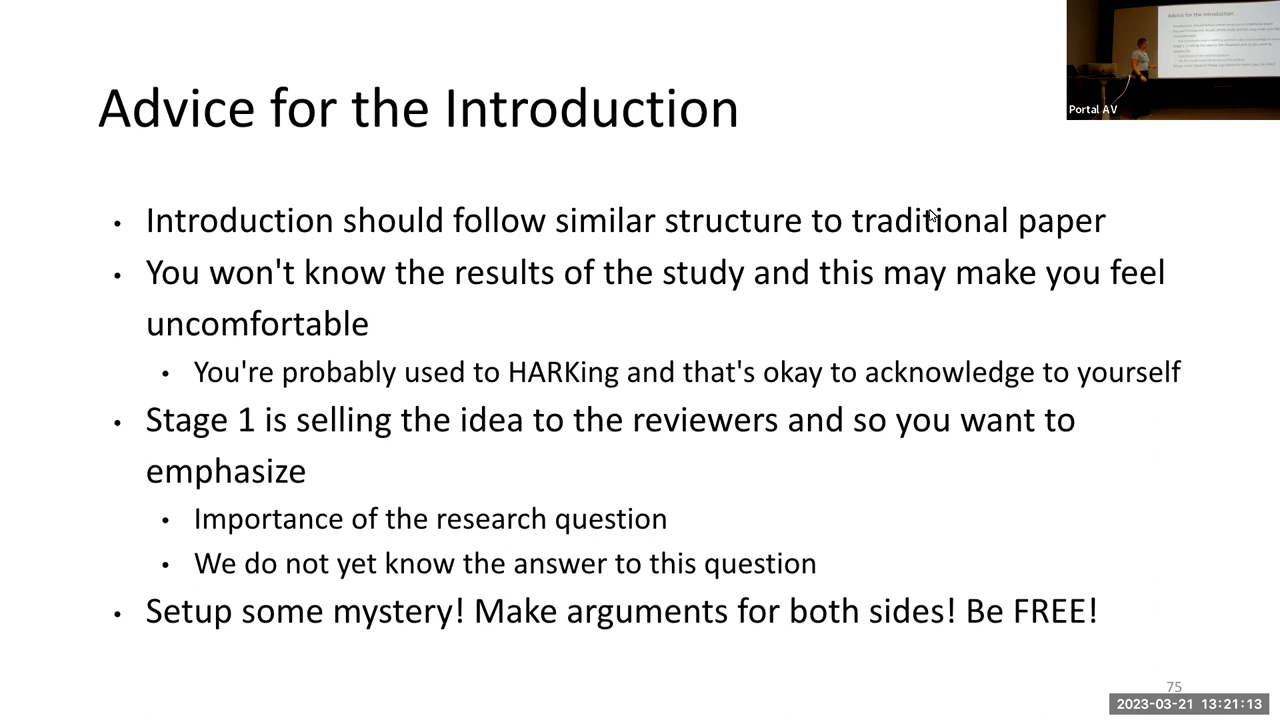 Advice for the Introduction
Portal AV
• Introduction should follow similar structure to traditional paper
• You won't know the results of the study and this may make you feel
uncomfortable
• You're probably used to HARKing and that's okay to acknowledge to yourself
• Stage 1 is selling the idea to the reviewers and so you want to
emphasize
• Importance of the research question
• We do not yet know the answer to this question
• Setup some mystery! Make arguments for both sides! Be FREE!
75
2023-03-21 13:21:13
Advice for the Introduction